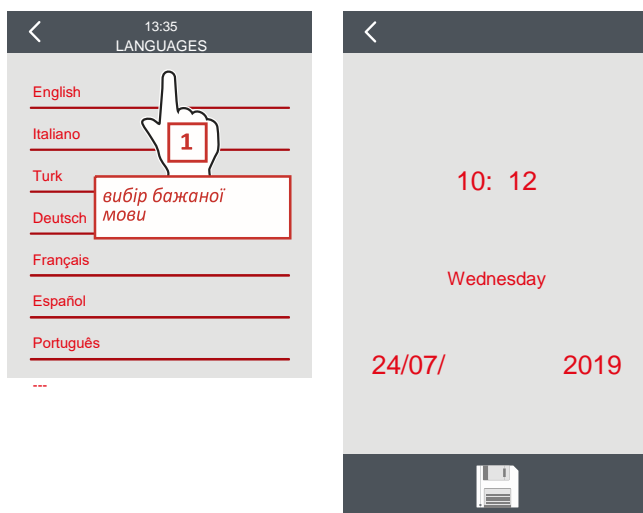 13:35
LANGUAGES
English
Italiano
1
Turk
вибір бажаної
мови
Deutsch
Français
Español
Português
---
10: 12
Wednesday
24/07/ 2019